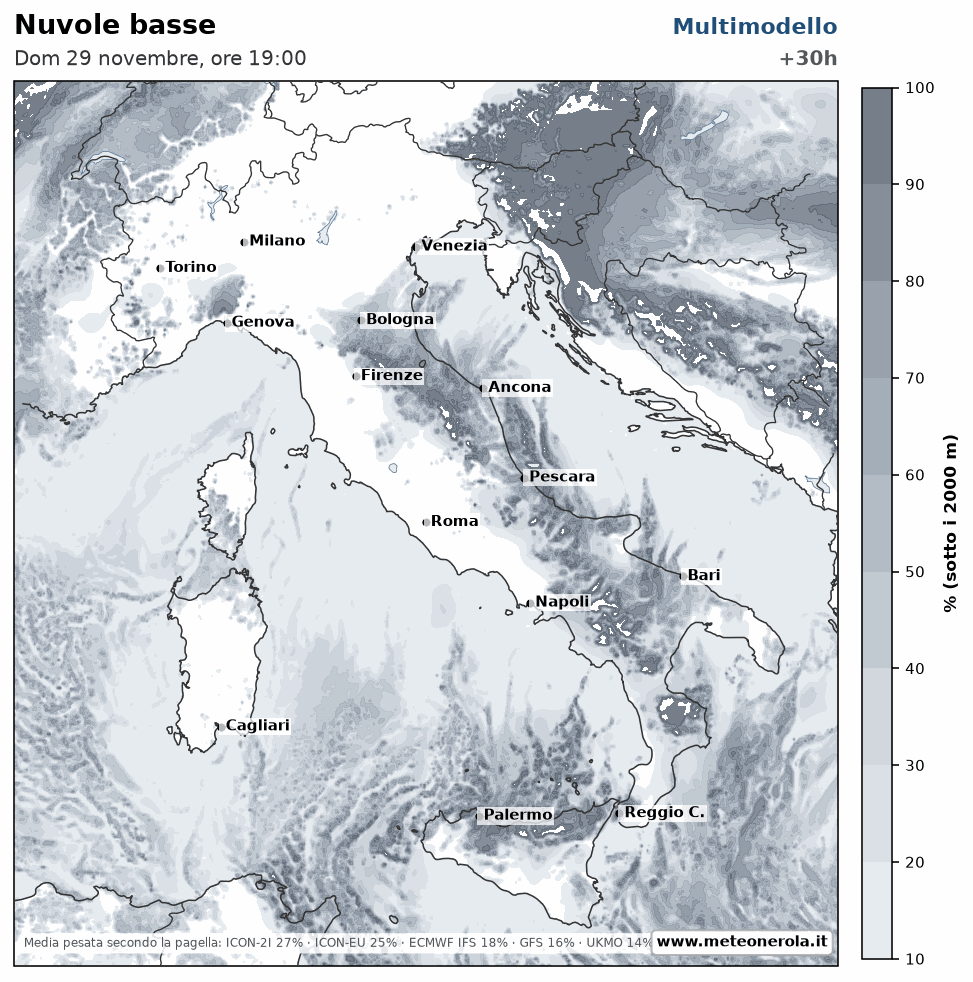 Nuvole basse
Multimodello
Dom 29 novembre, ore 19:00
+30h
100
90
80
70
60
50
40
30
20
10
% (sotto i 2000 m)
Milano
Venezia
Torino
Genova
Bologna
Firenze
Ancona
Pescara
Roma
Bari
Napoli
Cagliari
Palermo
Reggio C.
Media pesata secondo la pagella: ICON-2I 27% · ICON-EU 25% · ECMWF IFS 18% · GFS 16% · UKMO 14%
www.meteonerola.it